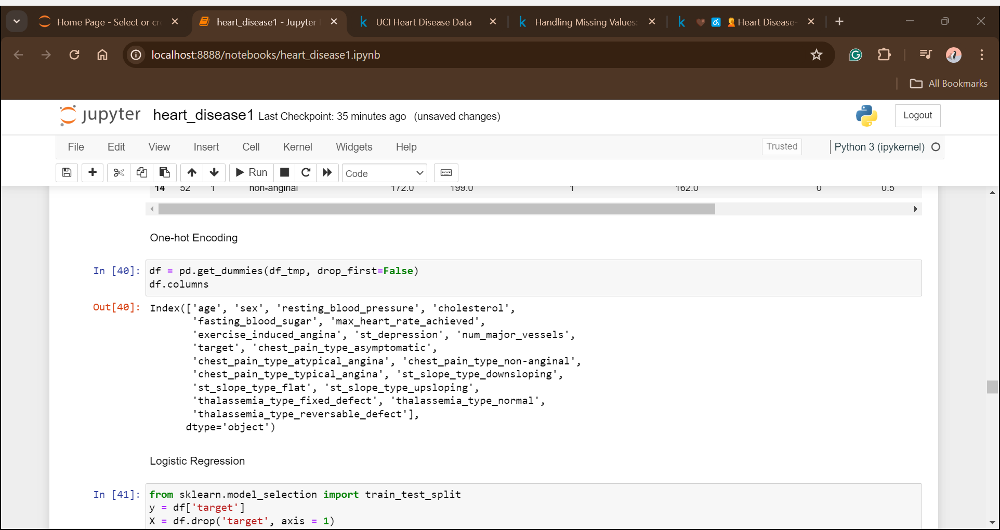 Home Page - Select or cr
heart_disease1 - Jupyter
UCI Heart Disease Data
Handling Missing Values:
Heart Disease-
localhost:8888/notebooks/heart_disease1.ipynb
All Bookmarks
jupyter heart_disease1 Last Checkpoint: 35 minutes ago (unsaved changes)
Logout
File Edit View Insert Cell Kernel Widgets Help
Trusted
Python 3 (ipykernel)
Run
Code
14 52 1 non-anginal 172.0 199.0 1 162.0 0 0.5
One-hot Encoding
In [40]: df = pd.get_dummies(df_tmp, drop_first=False)
df.columns
Out[40]: Index(['age', 'sex', 'resting_blood_pressure', 'cholesterol',
'fasting_blood_sugar', 'max_heart_rate_achieved',
'exercise_induced_angina', 'st_depression', 'num_major_vessels',
'target', 'chest_pain_type_asymptomatic',
'chest_pain_type_atypical_angina', 'chest_pain_type_non-anginal',
'chest_pain_type_typical_angina', 'st_slope_type_downsloping',
'st_slope_type_flat', 'st_slope_type_upsloping',
'thalassemia_type_fixed_defect', 'thalassemia_type_normal',
'thalassemia_type_reversable_defect'],
dtype='object')
Logistic Regression
In [41]: from sklearn.model_selection import train_test_split
y = df['target']
X = df.drop('target', axis = 1)